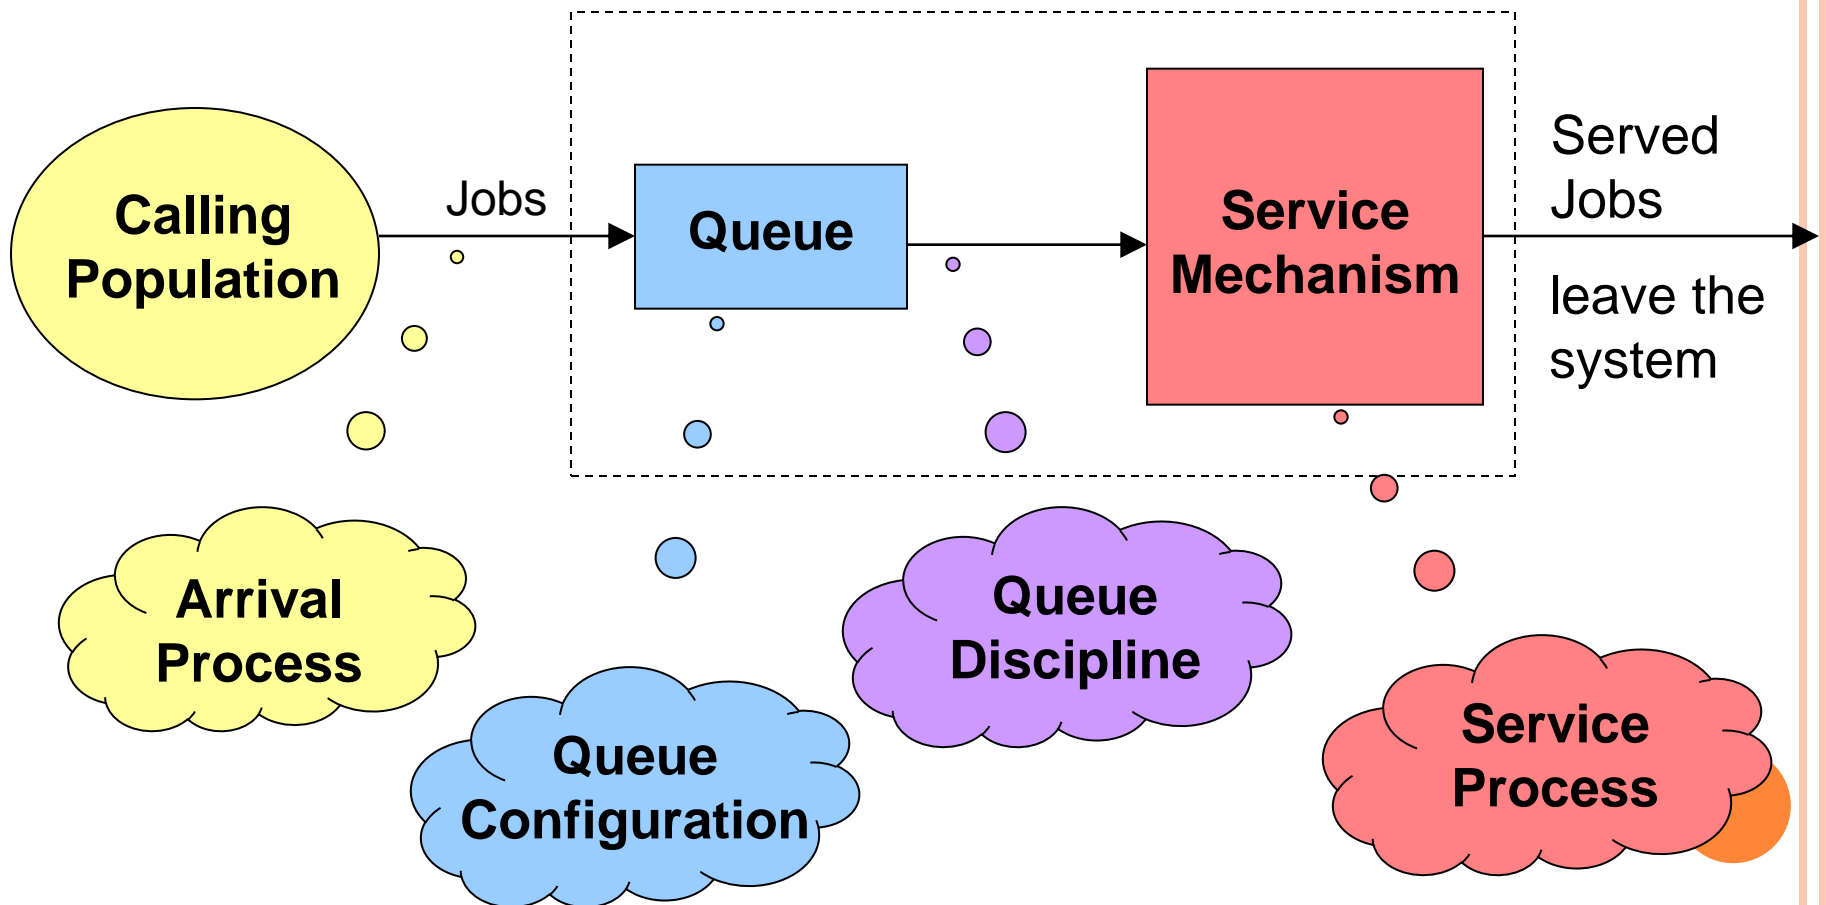 Calling
Population
Jobs
Queue
Service
Mechanism
Served
Jobs
leave the
system
Arrival
Process
Queue
Configuration
Queue
Discipline
Service
Process